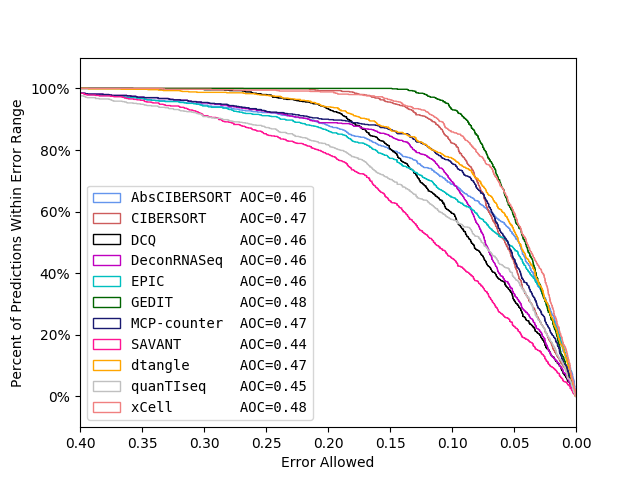 100%
80%
60%
40%
20%
0%
Percent of Predictions Within Error Range
AbsCIBERSORT AOC=0.46
CIBERSORT AOC=0.47
DCQ AOC=0.46
DeconRNASeq AOC=0.46
EPIC AOC=0.46
GEDIT AOC=0.48
MCP-counter AOC=0.47
SAVANT AOC=0.44
dtangle AOC=0.47
quanTIseq AOC=0.45
xCell AOC=0.48
0.40 0.35 0.30 0.25 0.20 0.15 0.10 0.05 0.00
Error Allowed